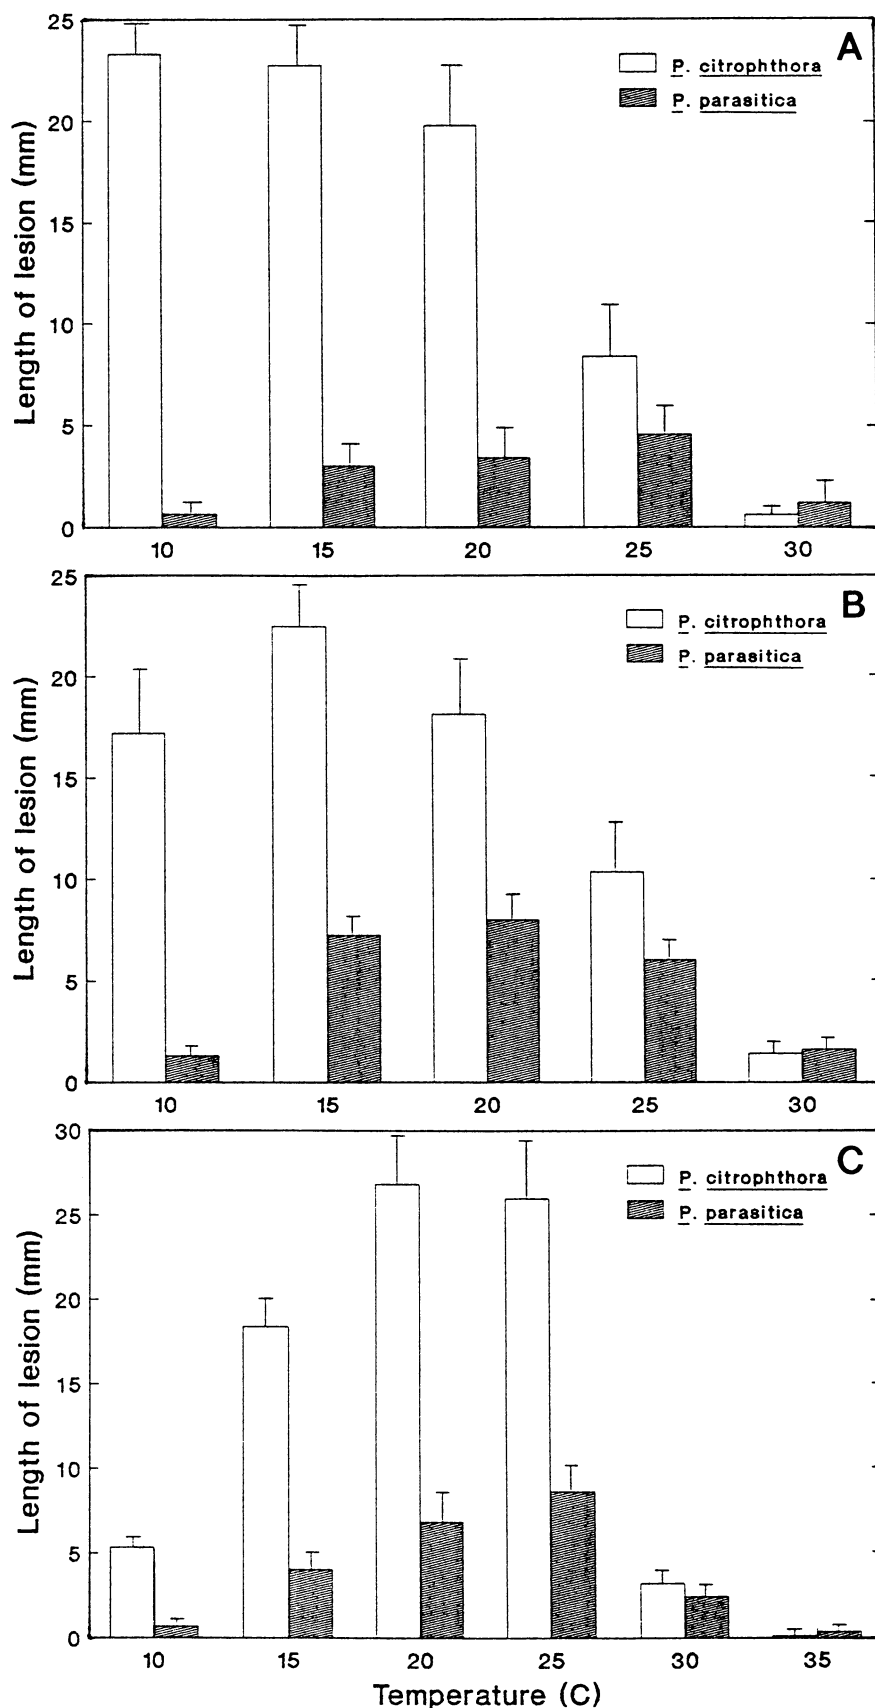 25
A
P. citrophthora
P. parasitica
20
15
10
5
0
Length of lesion (mm)
10 15 20 25 30
25
B
P. citrophthora
P. parasitica
20
15
10
5
0
Length of lesion (mm)
10 15 20 25 30
30
C
P. citrophthora
P. parasitica
25
20
15
10
5
0
Length of lesion (mm)
10 15 20 25 30 35
Temperature (C)